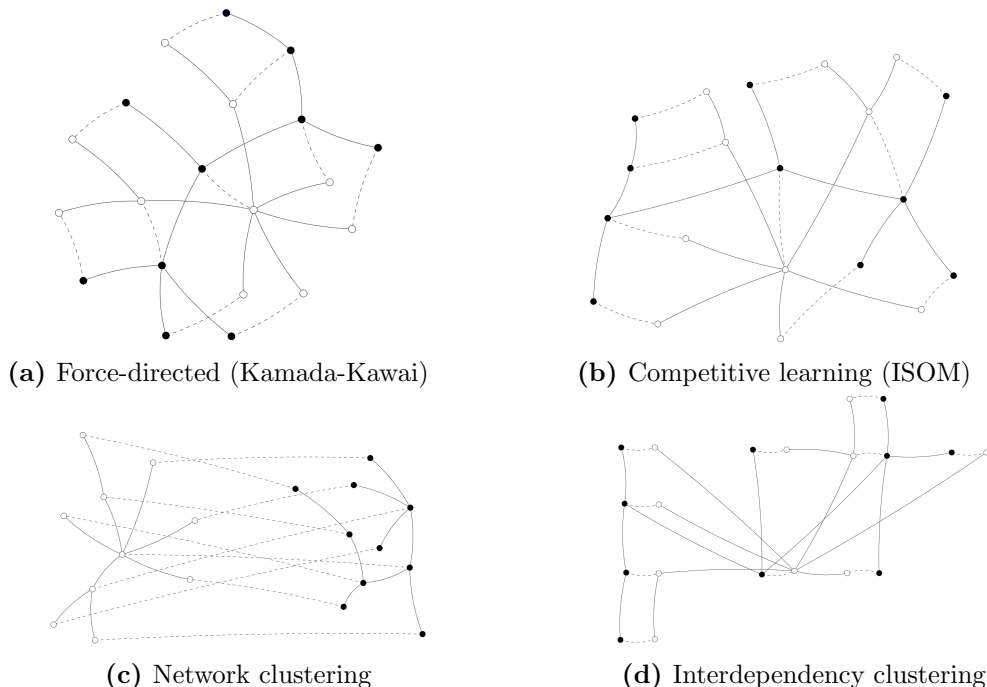 (a) Force-directed (Kamada-Kawai)
(b) Competitive learning (ISOM)
(c) Network clustering
(d) Interdependency clustering